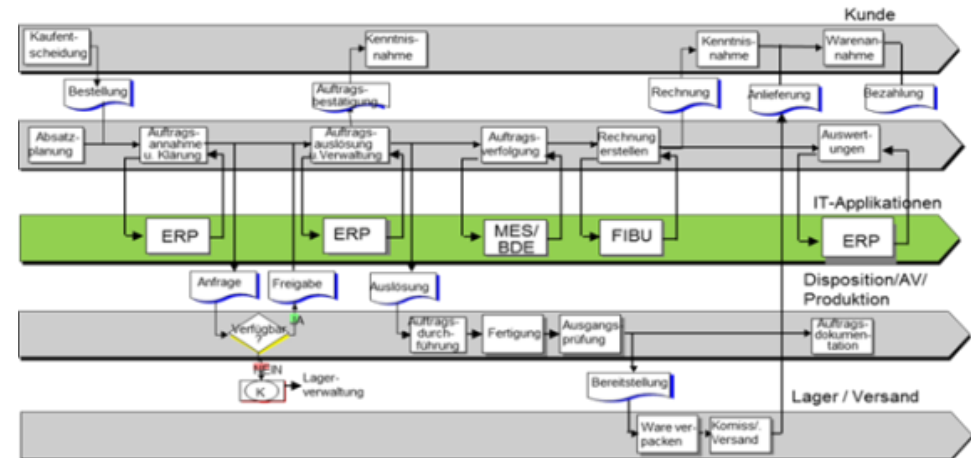 Kunde
Kaufent-
scheidung
Kenntnis-
nahme
Kenntnis-
nahme
Warenan-
nahme
Bestellung
Auftrags-
bestätigung
Rechnung
Anlieferung
Bezahlung
Absatz-
planung
Auftrags-
annahme
u. Klärung
Auftrags-
auslösung
u.Verwaltung
Auftrags-
verfolgung
Rechnung
erstellen
Auswert-
ungen
IT-Applikationen
ERP
ERP
MES/
BDE
FIBU
ERP
Disposition/AV/
Produktion
Anfrage
Freigabe
Auslösung
Verfügbar
?
JA
NEIN
K
Lager-
verwaltung
Auftrags-
durch-
führung
Fertigung
Ausgangs-
prüfung
Auftrags-
dokumen-
tation
Bereitstellung
Lager / Versand
Ware ver-
packen
Komiss/.
Versand